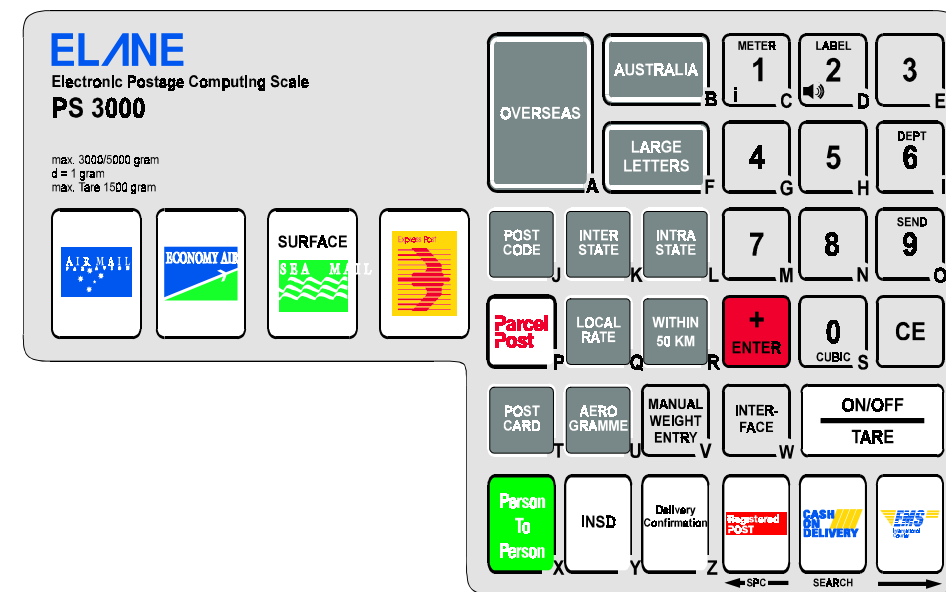 ELANE
Electronic Postage Computing Scale
PS 3000
max. 3000/5000 gram
d = 1 gram
max. Tare 1500 gram
AIR MAIL
ECONOMY AIR
SURFACE
SEA MAIL
Express Post
OVERSEAS
A
AUSTRALIA
B
METER
1
i
C
LABEL
2
D
3
E
LARGE
LETTERS
F
4
G
5
H
DEPT
6
I
POST
CODE
J
INTER
STATE
K
INTRA
STATE
L
7
M
8
N
SEND
9
O
Parcel
Post
P
LOCAL
RATE
Q
WITHIN
50 KM
R
+
ENTER
0
CUBIC
S
CE
POST
CARD
T
AERO
GRAMME
U
MANUAL
WEIGHT
ENTRY
V
INTER-
FACE
W
ON/OFF
TARE
Person
To
Person
X
INSD
Y
Delivery
Confirmation
Z
Registered
POST
CASH
ON
DELIVERY
EMS
International
Courier
SPC
SEARCH